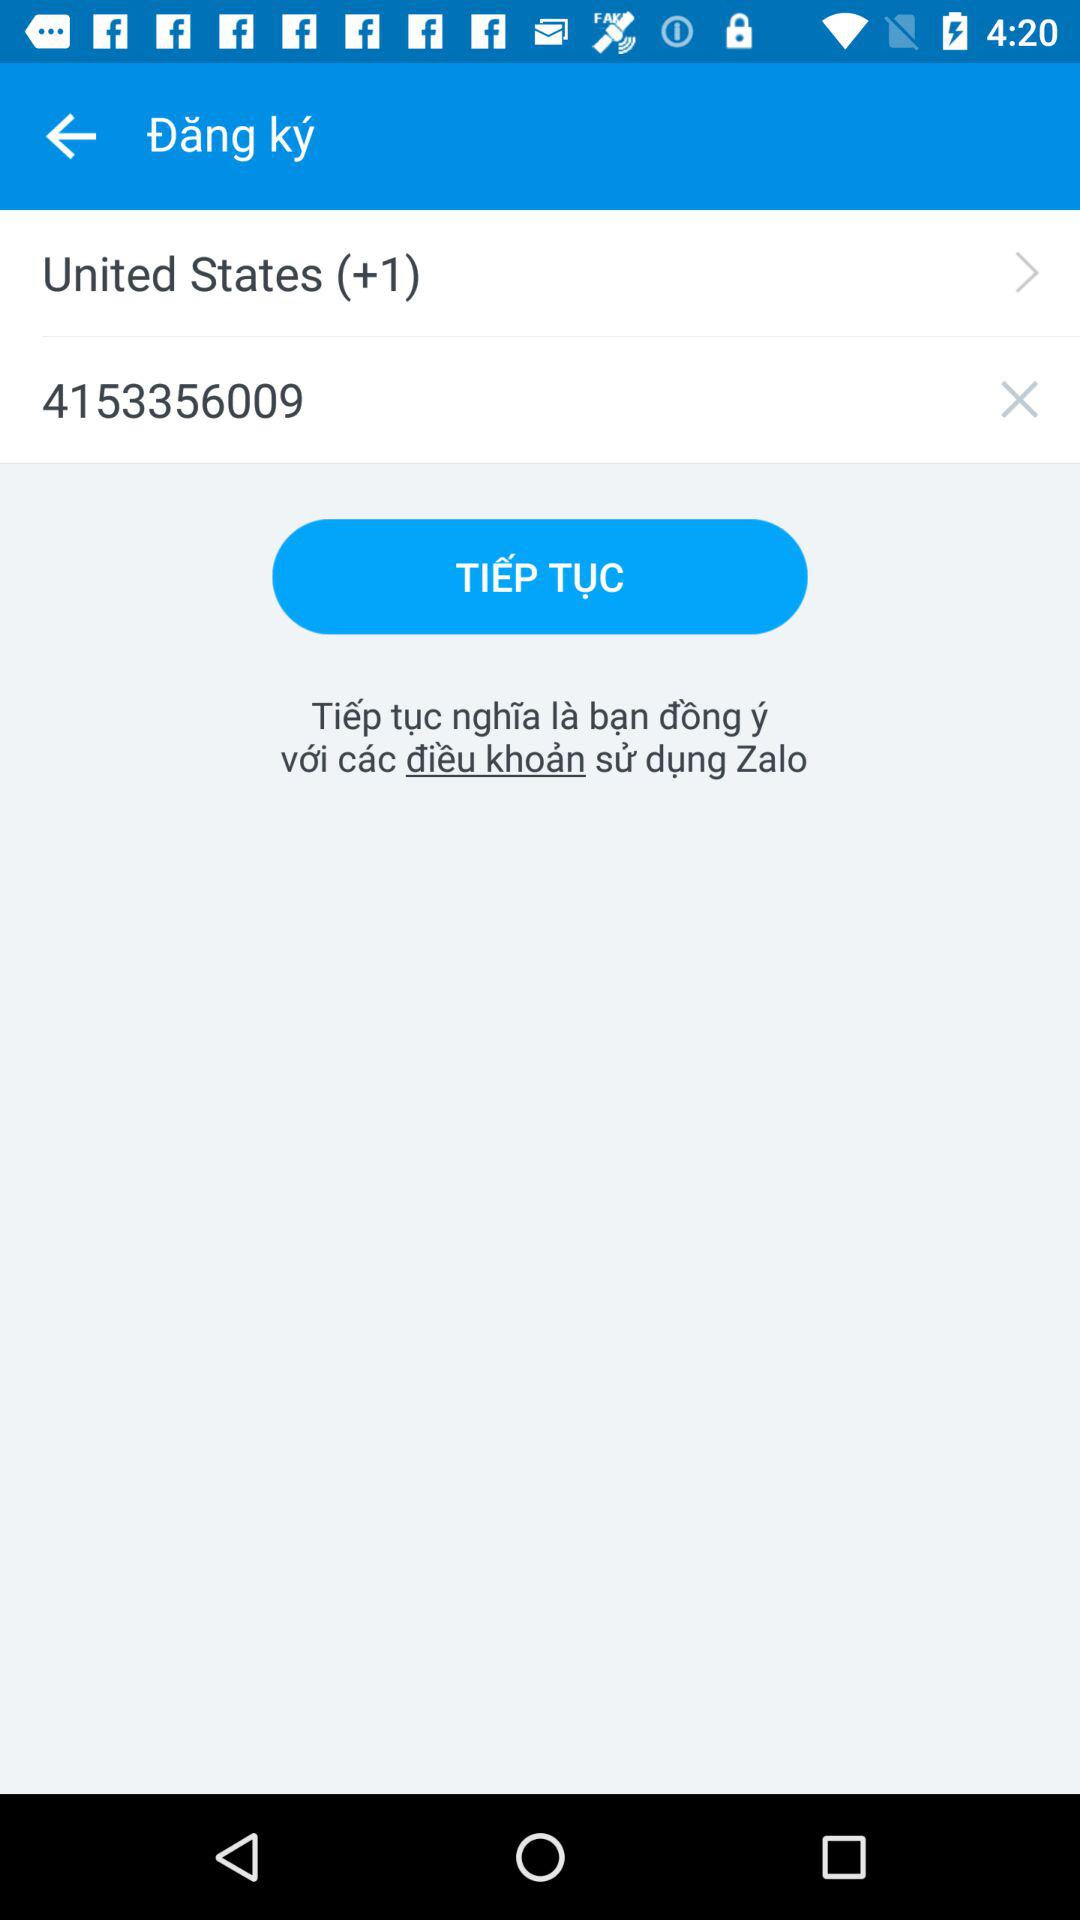 FAKE 4:20
Đăng ký
United States (+1)
4153356009
TIẾP TỤC
Tiếp tục nghĩa là bạn đồng ý
với các điều khoản sử dụng Zalo